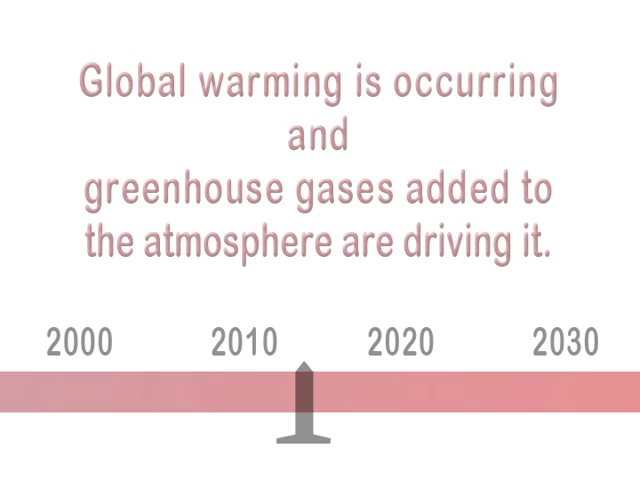 Global warming is occurring
and
greenhouse gases added to
the atmosphere are driving it.
2000 2010 2020 2030